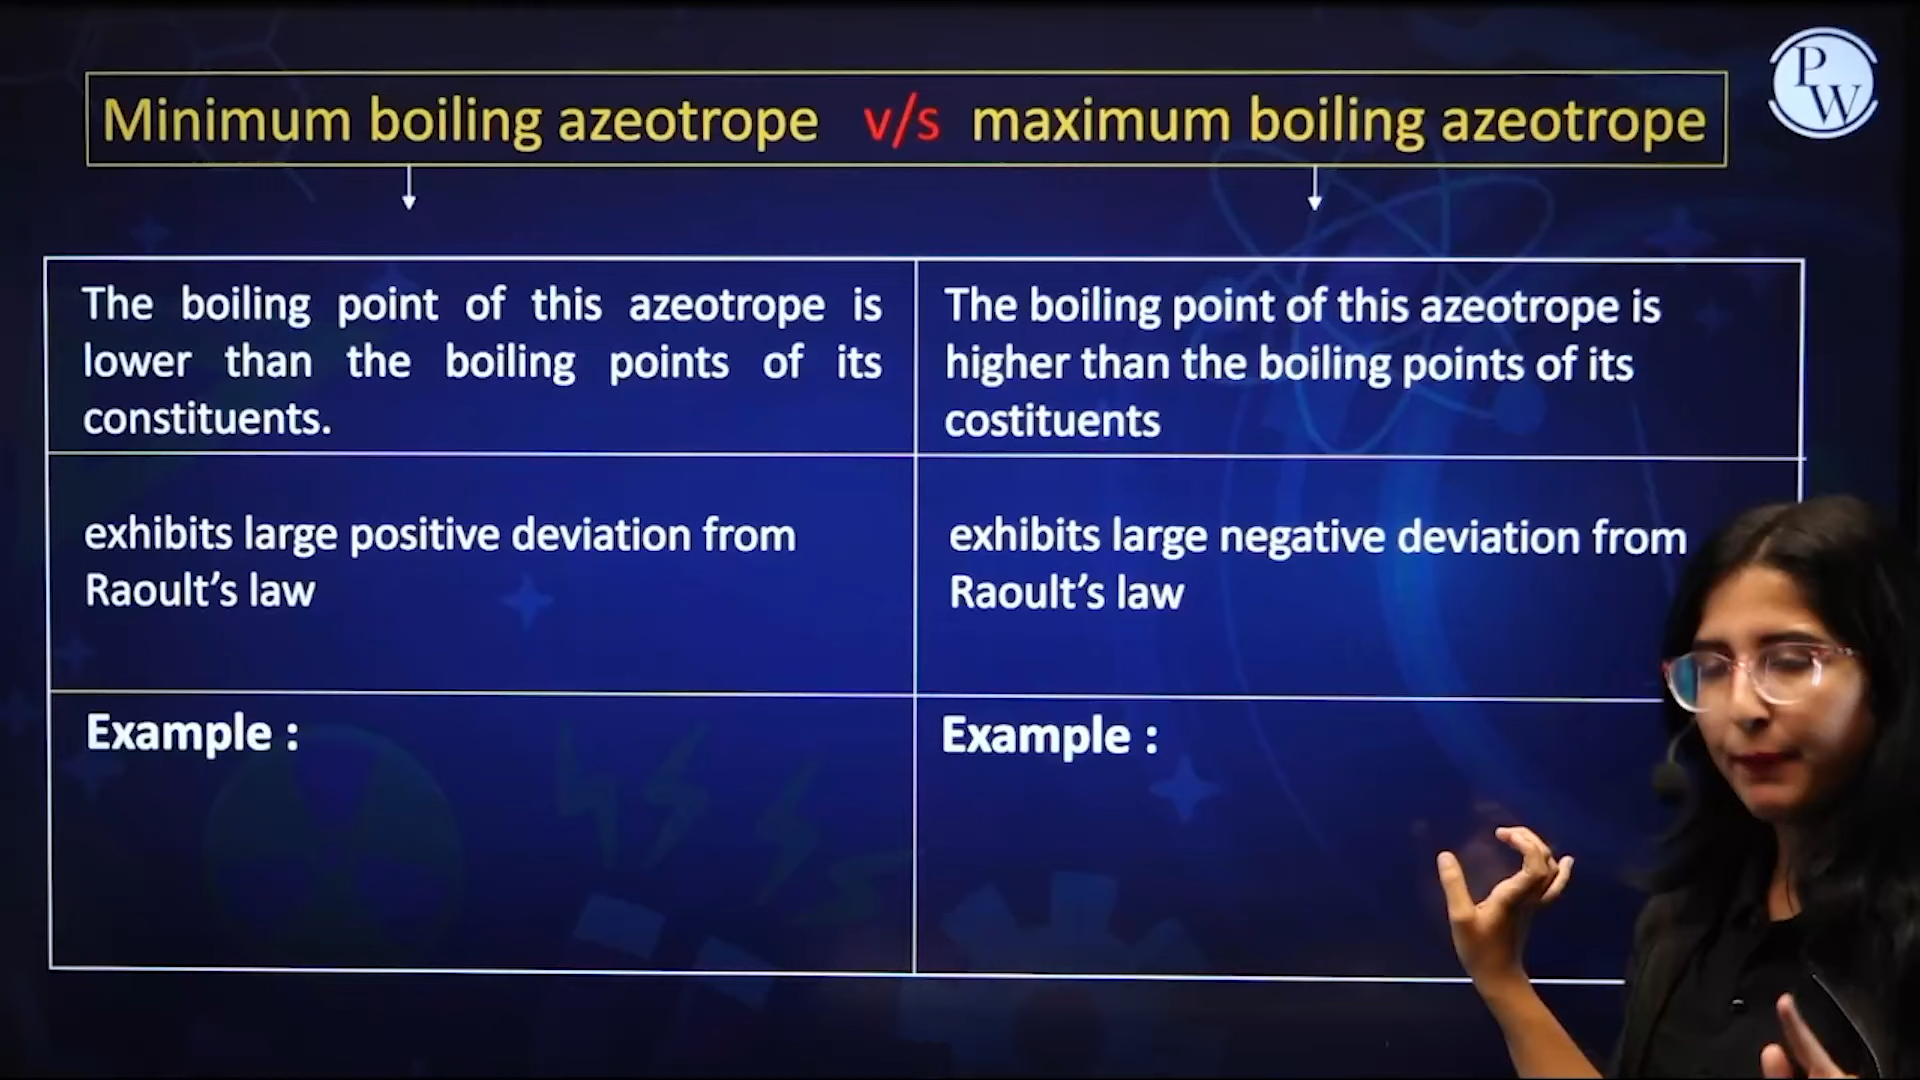 PW
Minimum boiling azeotrope v/s maximum boiling azeotrope
The boiling point of this azeotrope is
lower than the boiling points of its
constituents.
The boiling point of this azeotrope is
higher than the boiling points of its
costituents
exhibits large positive deviation from
Raoult’s law
exhibits large negative deviation from
Raoult’s law
Example :
Example :